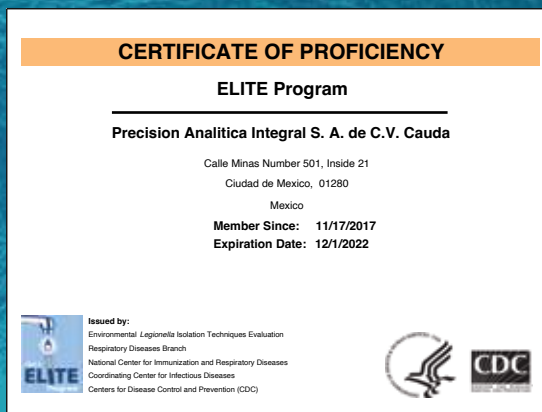 CERTIFICATE OF PROFICIENCY
ELITE Program
Precision Analitica Integral S. A. de C.V. Cauda
Calle Minas Number 501, Inside 21
Ciudad de Mexico, 01280
Mexico
Member Since: 11/17/2017
Expiration Date: 12/1/2022
Issued by:
Environmental Legionella Isolation Techniques Evaluation
Respiratory Diseases Branch
National Center for Immunization and Respiratory Diseases
Coordinating Center for Infectious Diseases
Centers for Disease Control and Prevention (CDC)
ELITE
Program
CDC